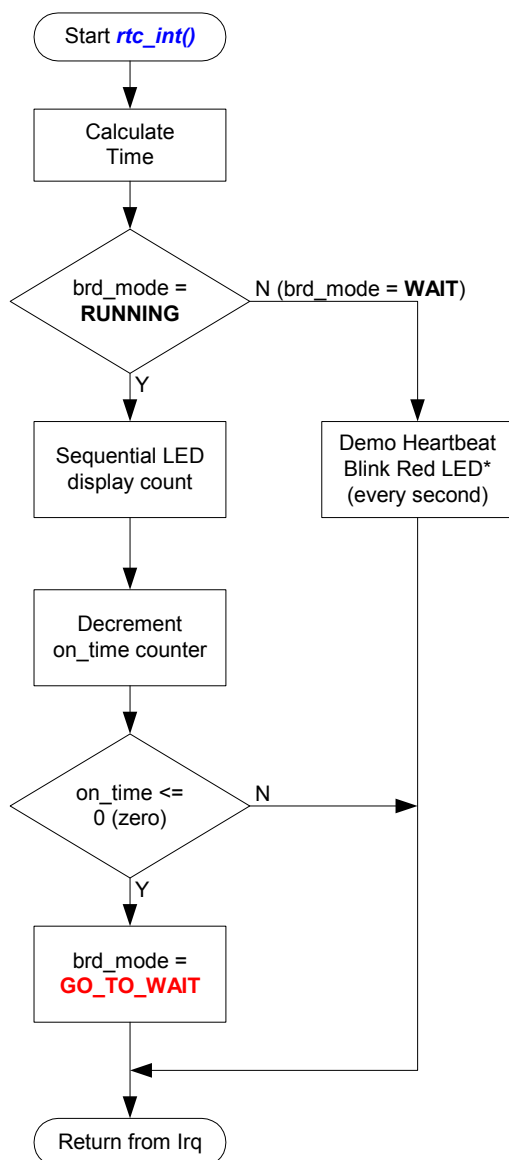 Start rtc_int()
Calculate
Time
brd_mode =
RUNNING
N (brd_mode = WAIT)
Y
Sequential LED
display count
Demo Heartbeat
Blink Red LED*
(every second)
Decrement
on_time counter
on_time <=
0 (zero)
N
Y
brd_mode =
GO_TO_WAIT
Return from Irq